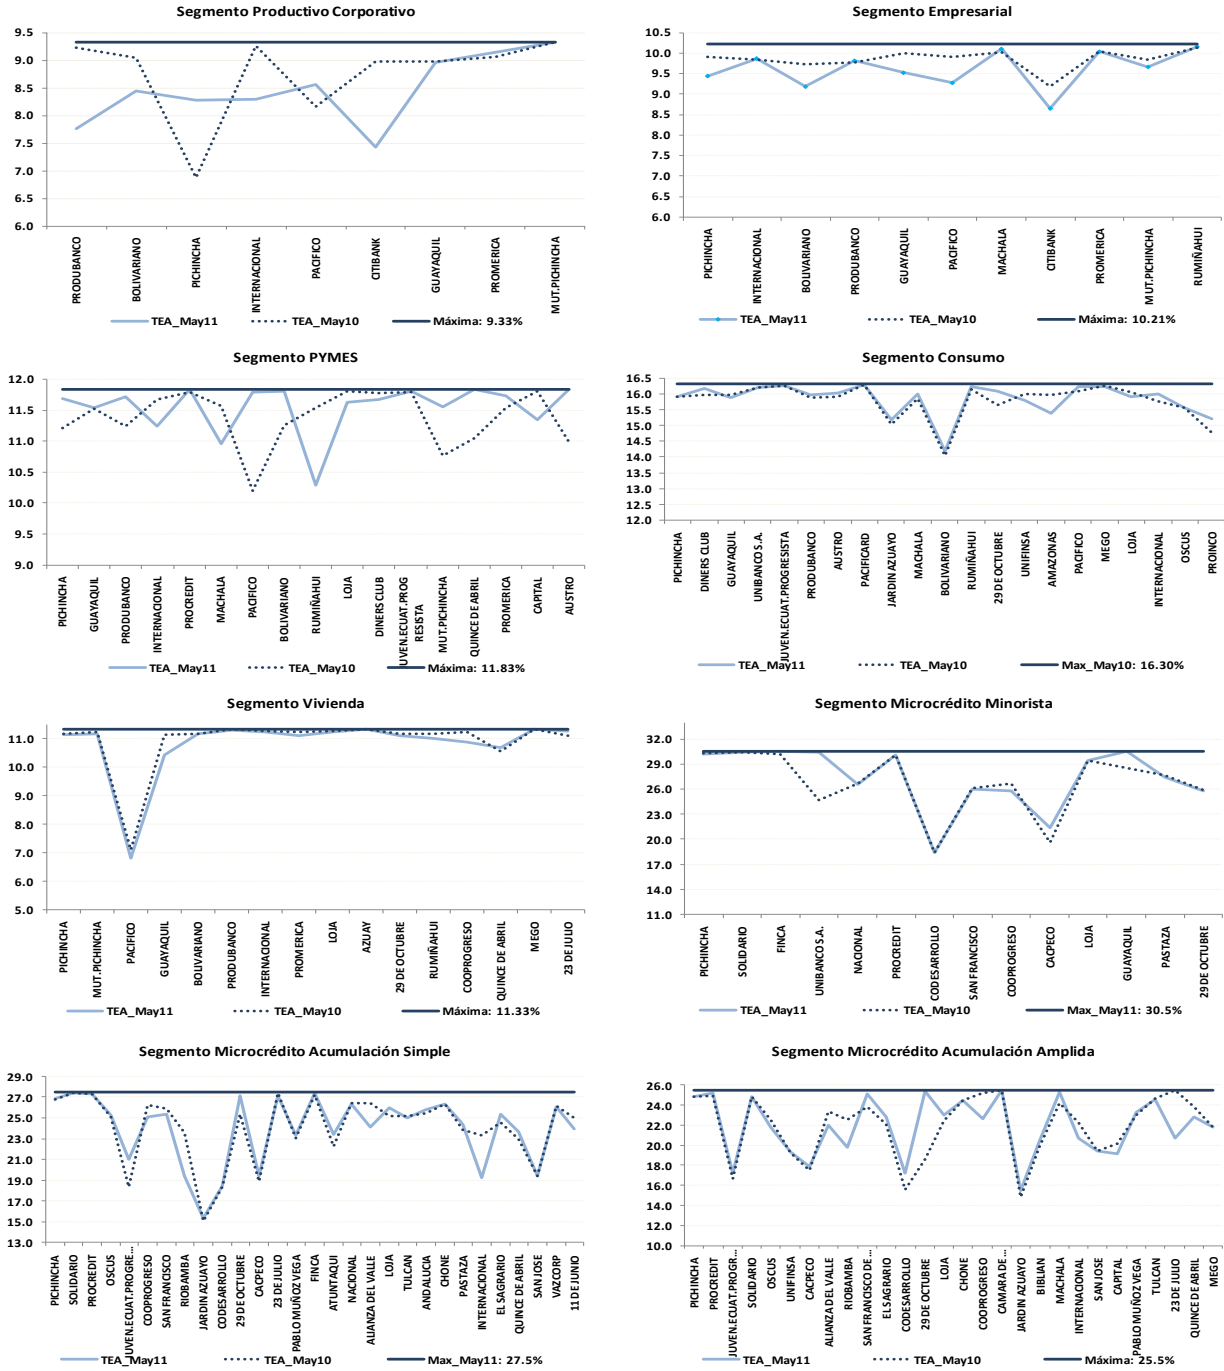 Segmento Productivo Corporativo
9.5
9.0
8.5
8.0
7.5
7.0
6.5
6.0
PRODUBANCO
BOLIVARIANO
PICHINCHA
INTERNACIONAL
PACIFICO
CITIBANK
GUAYAQUIL
PROMERICA
MUT.PICHINCHA
TEA_May11
TEA_May10
Máxima: 9.33%
Segmento Empresarial
10.5
10.0
9.5
9.0
8.5
8.0
7.5
7.0
6.5
6.0
PICHINCHA
INTERNACIONAL
BOLIVARIANO
PRODUBANCO
GUAYAQUIL
PACIFICO
MACHALA
CITIBANK
PROMERICA
MUT.PICHINCHA
RUMIÑAHUI
TEA_May11
TEA_May10
Máxima: 10.21%
Segmento PYMES
12.0
11.5
11.0
10.5
10.0
9.5
9.0
PICHINCHA
GUAYAQUIL
PRODUBANCO
INTERNACIONAL
PROCREDIT
MACHALA
PACIFICO
BOLIVARIANO
RUMIÑAHUI
LOJA
DINERS CLUB
JUVEN.ECUAT.PROG
RESISTA
MUT.PICHINCHA
QUINCE DE ABRIL
PROMERICA
CAPITAL
AUSTRO
TEA_May11
TEA_May10
Máxima: 11.83%
Segmento Consumo
16.5
16.0
15.5
15.0
14.5
14.0
13.5
13.0
12.5
12.0
PICHINCHA
DINERS CLUB
GUAYAQUIL
UNIBANCO S.A.
JUVEN.ECUAT.PROGRESISTA
PRODUBANCO
AUSTRO
PACIFICARD
JARDIN AZUAYO
MACHALA
BOLIVARIANO
RUMIÑAHUI
29 DE OCTUBRE
UNIFINSA
AMAZONAS
PACIFICO
MEGO
LOJA
INTERNACIONAL
OSCUS
PROINCO
TEA_May11
TEA_May10
Max_May10: 16.30%
Segmento Vivienda
11.0
10.0
9.0
8.0
7.0
6.0
5.0
PICHINCHA
MUT.PICHINCHA
PACIFICO
GUAYAQUIL
BOLIVARIANO
PRODUBANCO
INTERNACIONAL
PROMERICA
LOJA
AZUAY
29 DE OCTUBRE
RUMIÑAHUI
COOPROGRESO
QUINCE DE ABRIL
MEGO
23 DE JULIO
TEA_May11
TEA_May10
Máxima: 11.33%
Segmento Microcrédito Minorista
32.0
29.0
26.0
23.0
20.0
17.0
14.0
11.0
PICHINCHA
SOLIDARIO
FINCA
UNIBANCO S.A.
NACIONAL
PROCREDIT
CODESARROLLO
SAN FRANCISCO
COOPROGRESO
CACPECO
LOJA
GUAYAQUIL
PASTAZA
29 DE OCTUBRE
TEA_May11
TEA_May10
Max_May11: 30.5%
Segmento Microcrédito Acumulación Simple
29.0
27.0
25.0
23.0
21.0
19.0
17.0
15.0
13.0
PICHINCHA
SOLIDARIO
PROCREDIT
OSCUS
JUVEN.ECUAT.PROGRE...
COOPROGRESO
SAN FRANCISCO
RIOBAMBA
JARDIN AZUAYO
CODESARROLLO
29 DE OCTUBRE
CACPECO
23 DE JULIO
PABLO MUÑOZ VEGA
FINCA
ATUNTAQUI
NACIONAL
ALIANZA DEL VALLE
LOJA
TULCAN
ANDALUCIA
CHONE
PASTAZA
INTERNACIONAL
EL SAGRARIO
QUINCE DE ABRIL
SAN JOSE
VAZCORP
11 DE JUNIO
TEA_May11
TEA_May10
Max_May11: 27.5%
Segmento Microcrédito Acumulación Amplida
26.0
24.0
22.0
20.0
18.0
16.0
14.0
12.0
10.0
PICHINCHA
PROCREDIT
JUVEN.ECUAT.PROGR...
SOLIDARIO
OSCUS
UNIFINSA
CACPECO
ALIANZA DEL VALLE
RIOBAMBA
SAN FRANCISCO DE...
EL SAGRARIO
CODESARROLLO
29 DE OCTUBRE
LOJA
CHONE
COOPROGRESO
CAMARA DE...
JARDIN AZUAYO
BIBLIAN
MACHALA
INTERNACIONAL
SAN JOSE
CAPITAL
PABLO MUÑOZ VEGA
TULCAN
23 DE JULIO
QUINCE DE ABRIL
MEGO
TEA_May11
TEA_May10
Máxima: 25.5%